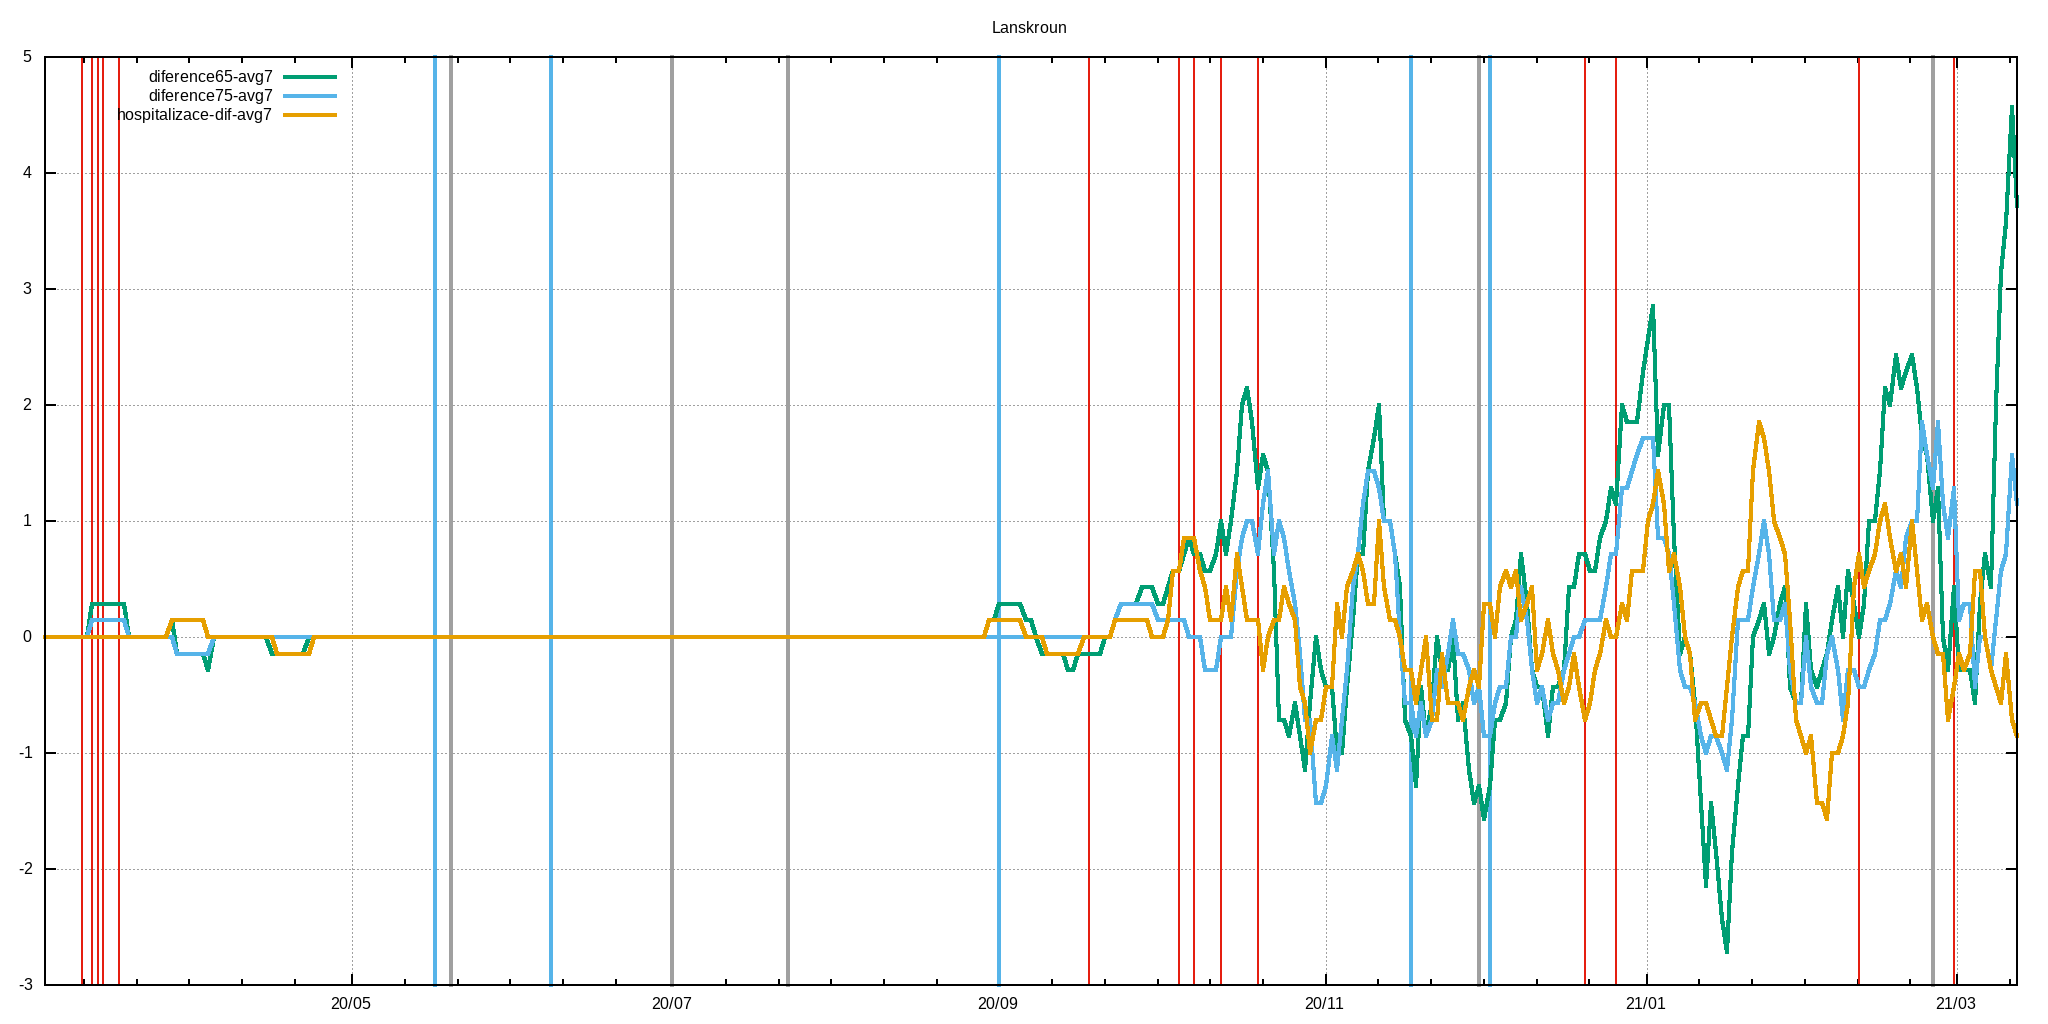 Lanskroun
5
diference65-avg7
diference75-avg7
hospitalizace-dif-avg7
4
3
2
1
0
-1
-2
-3
20/05 20/07 20/09 20/11 21/01 21/03